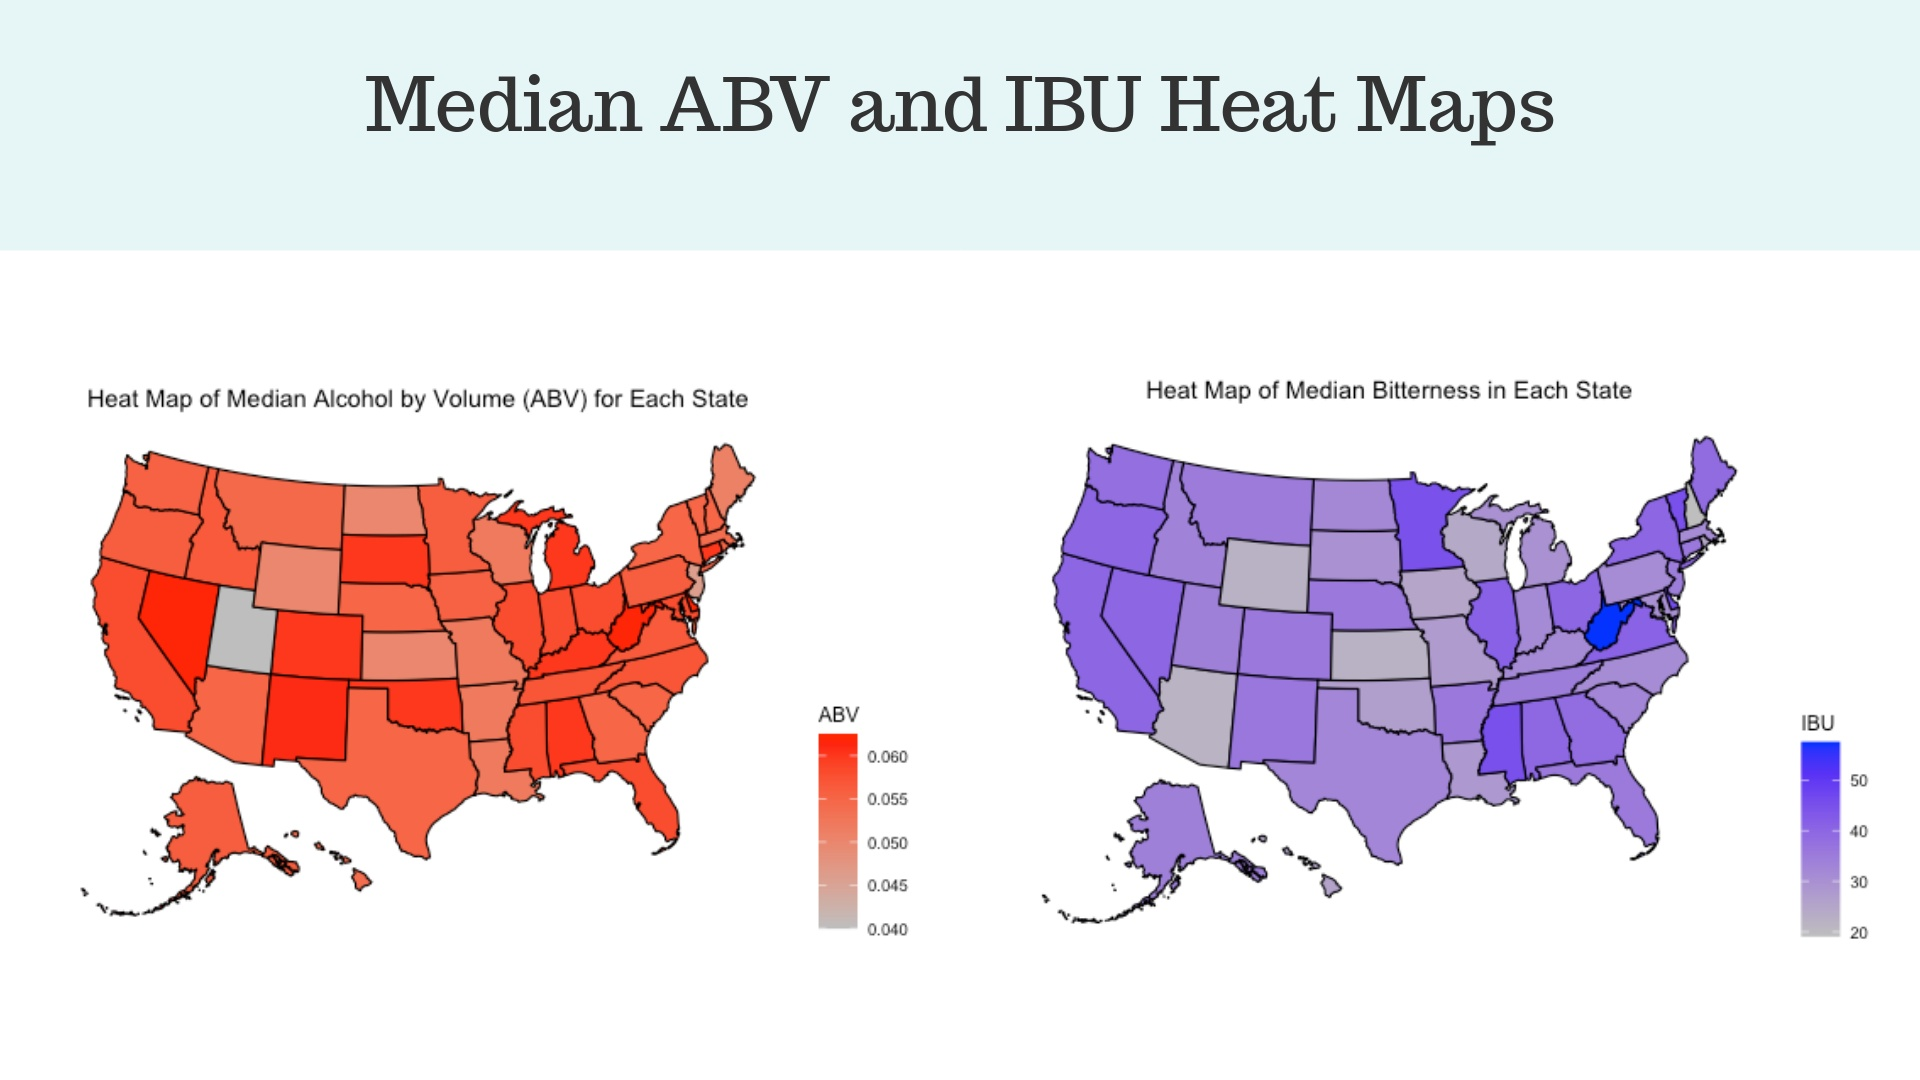 Median ABV and IBU Heat Maps
Heat Map of Median Alcohol by Volume (ABV) for Each State
ABV
0.060
0.055
0.050
0.045
0.040
Heat Map of Median Bitterness in Each State
IBU
50
40
30
20